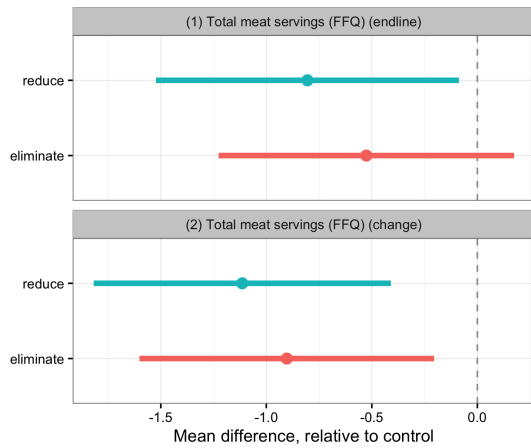 (1) Total meat servings (FFQ) (endline)
reduce
eliminate
(2) Total meat servings (FFQ) (change)
reduce
eliminate
-1.5 -1.0 -0.5 0.0
Mean difference, relative to control